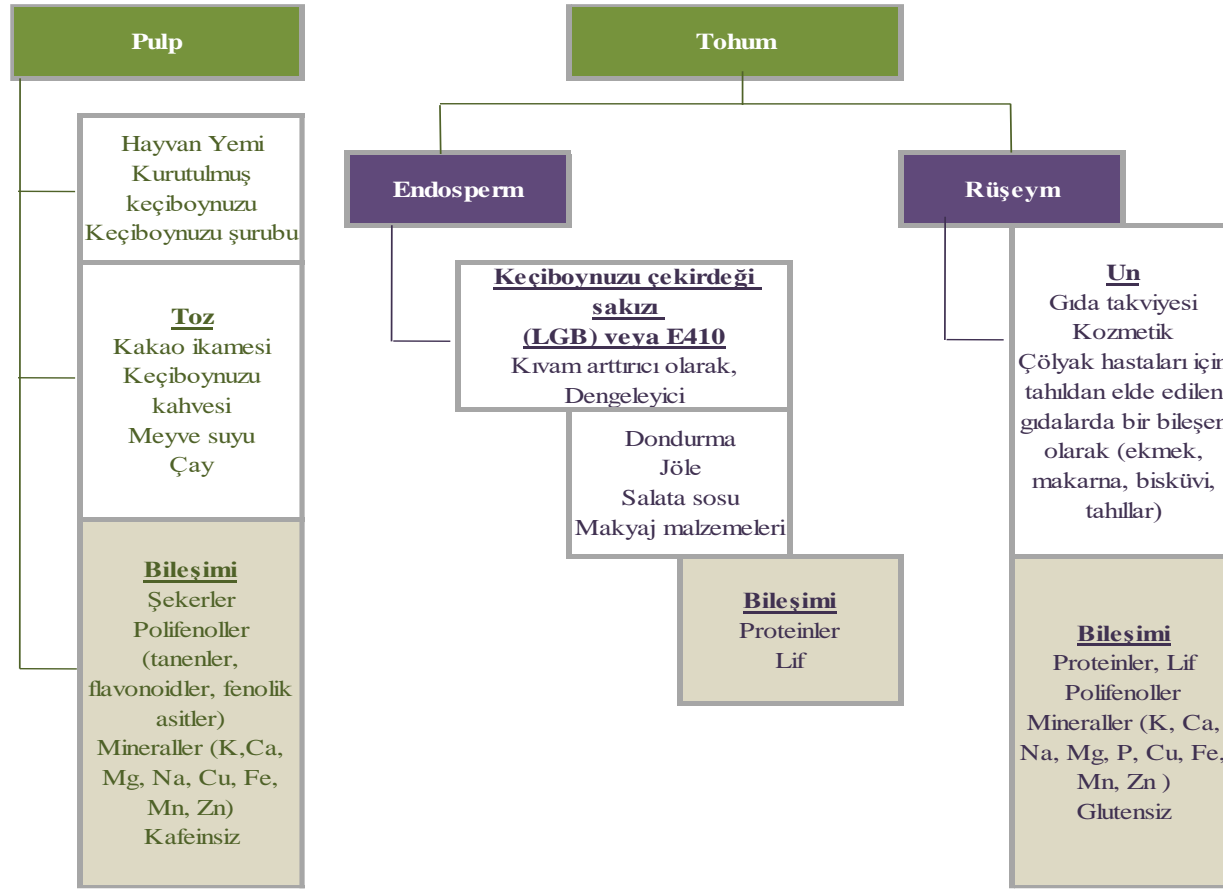 Pulp
Hayvan Yemi
Kurutulmuş
keçiboynuzu
Keçiboynuzu şurubu
Toz
Kakao ikamesi
Keçiboynuzu
kahvesi
Meyve suyu
Çay
Bileşimi
Şekerler
Polifenoller
(tanenler,
flavonoidler, fenolik
asitler)
Mineraller (K,Ca,
Mg, Na, Cu, Fe,
Mn, Zn)
Kafeinsiz
Tohum
Endosperm
Keçiboynuzu çekirdeği
sakızı
(LGB) veya E410
Kıvam arttırıcı olarak,
Dengeleyici
Dondurma
Jöle
Salata sosu
Makyaj malzemeleri
Bileşimi
Proteinler
Lif
Rüşeym
Un
Gıda takviyesi
Kozmetik
Çölyak hastaları için
tahıldan elde edilen
gıdalarda bir bileşen
olarak (ekmek,
makarna, bisküvi,
tahıllar)
Bileşimi
Proteinler, Lif
Polifenoller
Mineraller (K, Ca,
Na, Mg, P, Cu, Fe,
Mn, Zn )
Glutensiz